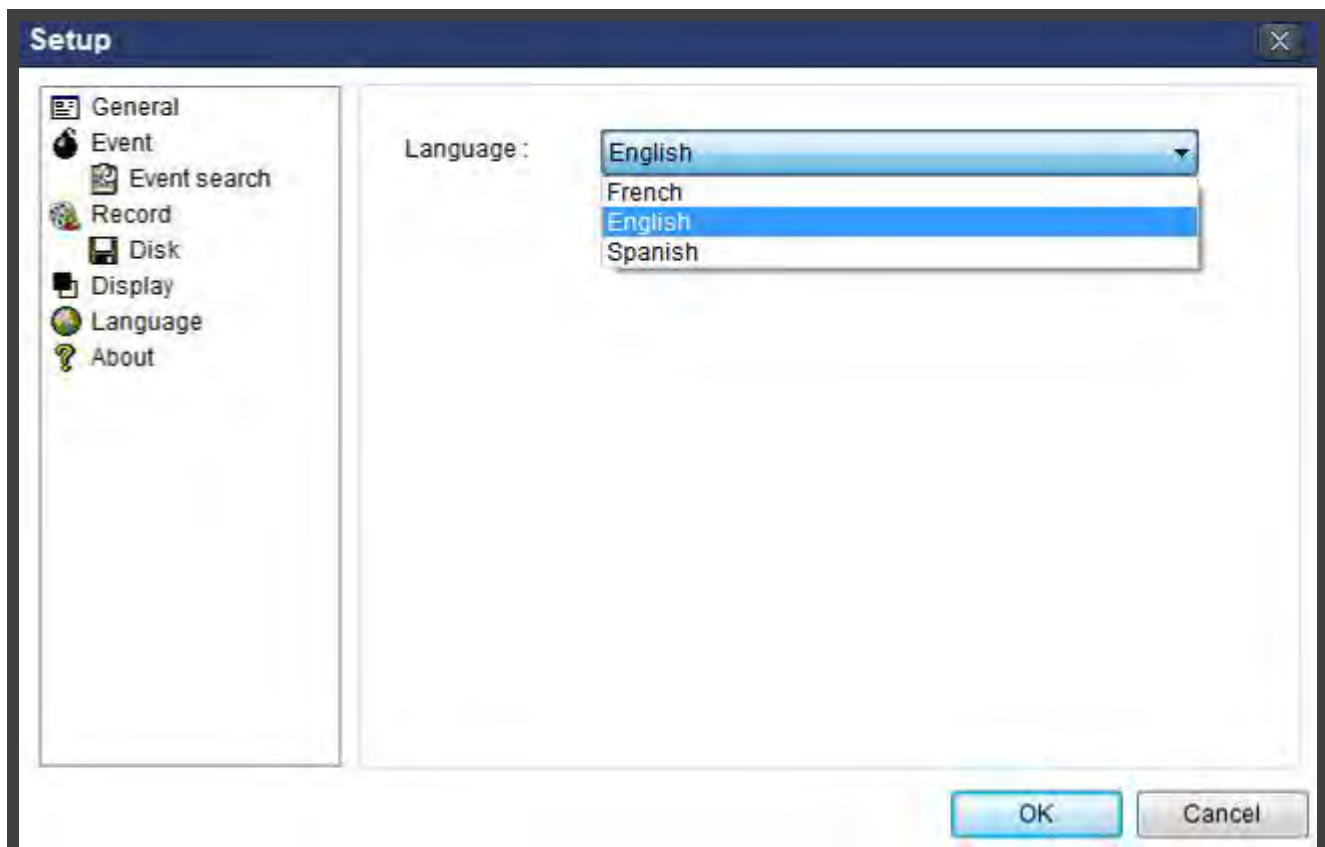 Setup
General
Event
Event search
Record
Disk
Display
Language
About
Language :
English
French
English
Spanish
OK
Cancel